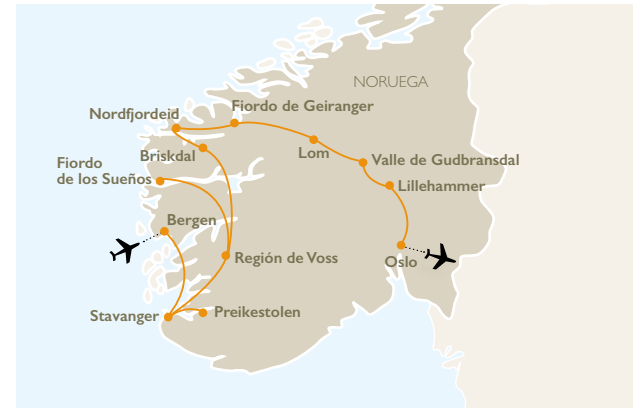 NORUEGA
Fiordo de Geiranger
Nordfjordeid
Lom
Briskdal
Valle de Gudbransdal
Fiordo
de los Sueños
Lillehammer
Bergen
Región de Voss
Oslo
Stavanger
Preikestolen